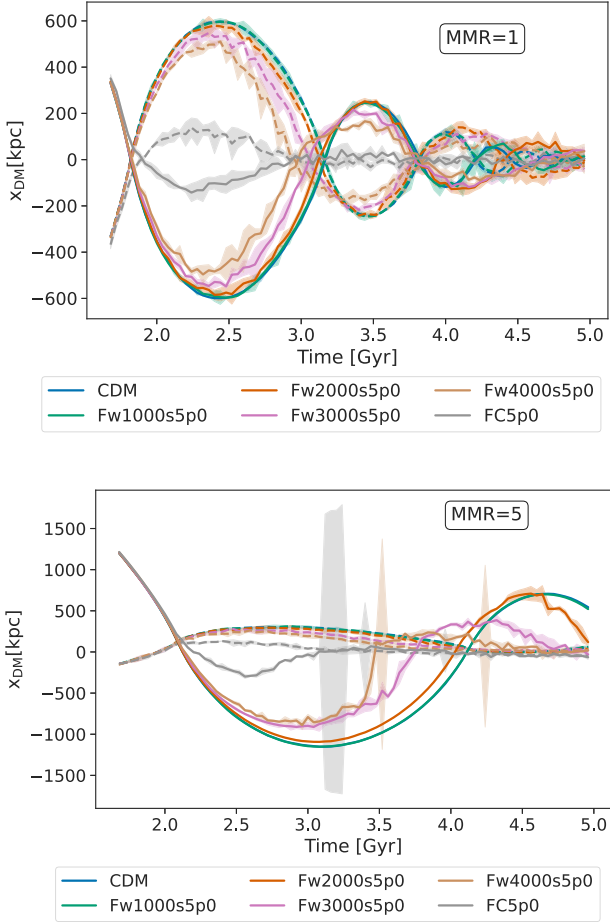 MMR=1
600
400
200
0
−200
−400
−600
x_DM[kpc]
2.0 2.5 3.0 3.5 4.0 4.5 5.0
Time [Gyr]
CDM Fw2000s5p0 Fw4000s5p0
Fw1000s5p0 Fw3000s5p0 FC5p0
MMR=5
1500
1000
500
0
−500
−1000
−1500
x_DM[kpc]
2.0 2.5 3.0 3.5 4.0 4.5 5.0
Time [Gyr]
CDM Fw2000s5p0 Fw4000s5p0
Fw1000s5p0 Fw3000s5p0 FC5p0